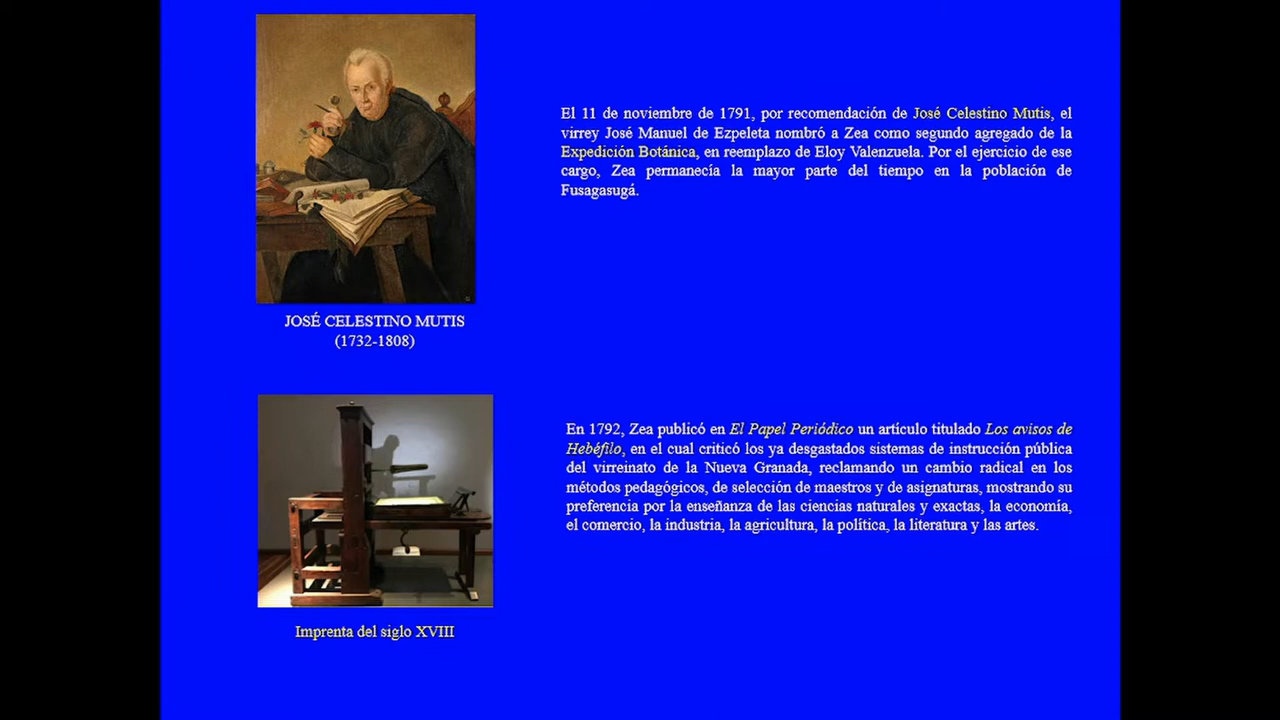 El 11 de noviembre de 1791, por recomendación de José Celestino Mutis, el
virrey José Manuel de Ezpeleta nombró a Zea como segundo agregado de la
Expedición Botánica, en reemplazo de Eloy Valenzuela. Por el ejercicio de ese
cargo, Zea permanecía la mayor parte del tiempo en la población de
Fusagasugá.
JOSÉ CELESTINO MUTIS
(1732-1808)
En 1792, Zea publicó en El Papel Periódico un artículo titulado Los avisos de
Hebéfilo, en el cual criticó los ya desgastados sistemas de instrucción pública
del virreinato de la Nueva Granada, reclamando un cambio radical en los
métodos pedagógicos, de selección de maestros y de asignaturas, mostrando su
preferencia por la enseñanza de las ciencias naturales y exactas, la economía,
el comercio, la industria, la agricultura, la política, la literatura y las artes.
Imprenta del siglo XVIII